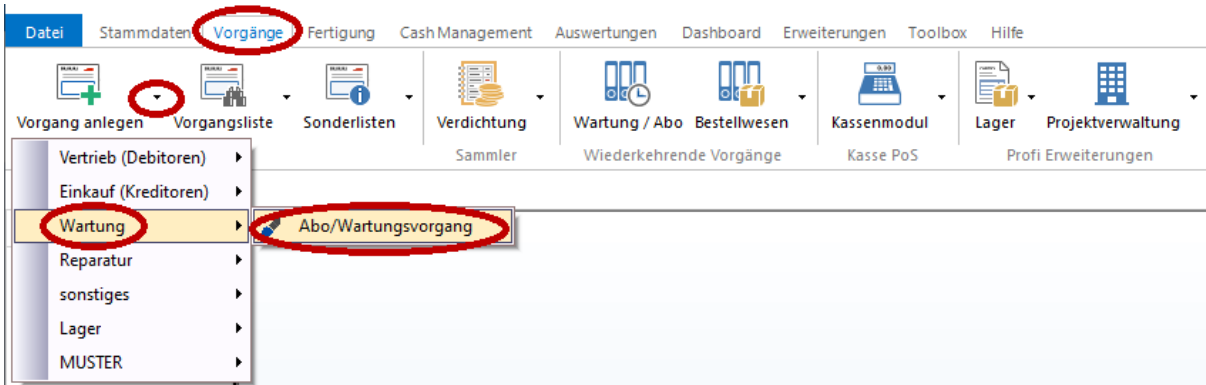 Datei Stammdaten Vorgänge Fertigung Cash Management Auswertungen Dashboard Erweiterungen Toolbox Hilfe
Vorgang anlegen Vorgangsliste Sonderlisten Verdichtung Wartung / Abo Bestellwesen Kassenmodul Lager Projektverwaltung
Sammler Wiederkehrende Vorgänge Kasse PoS Profi Erweiterungen
Vertrieb (Debitoren)
Einkauf (Kreditoren)
Wartung Abo/Wartungsvorgang
Reparatur
sonstiges
Lager
MUSTER